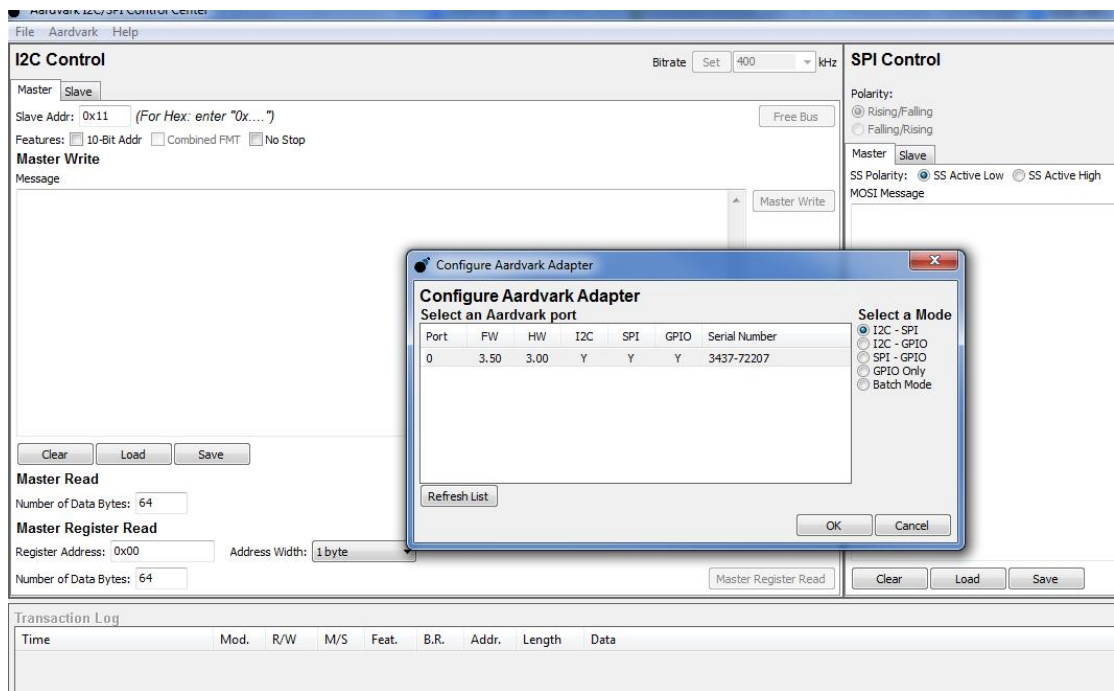 Aardvark I2C/SPI Control Center
File Aardvark Help
I2C Control
Bitrate Set 400 kHz
Master Slave
Slave Addr: 0x11 (For Hex: enter "0x....")
Free Bus
Features: 10-Bit Addr Combined FMT No Stop
Master Write
Message
Master Write
Clear Load Save
Master Read
Number of Data Bytes: 64
Master Register Read
Register Address: 0x00 Address Width: 1 byte
Number of Data Bytes: 64
Master Register Read
SPI Control
Polarity:
Rising/Falling
Falling/Rising
Master Slave
SS Polarity: SS Active Low SS Active High
MOSI Message
Clear Load Save
Configure Aardvark Adapter
Configure Aardvark Adapter
Select an Aardvark port
Port FW HW I2C SPI GPIO Serial Number
0 3.50 3.00 Y Y Y 3437-72207
Refresh List
Select a Mode
I2C - SPI
I2C - GPIO
SPI - GPIO
GPIO Only
Batch Mode
OK Cancel
Transaction Log
Time Mod. R/W M/S Feat. B.R. Addr. Length Data